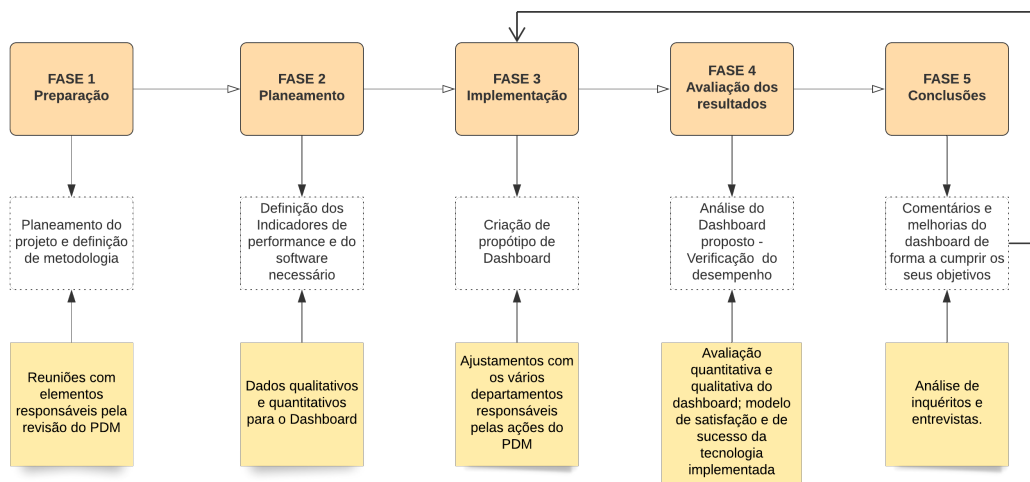 FASE 1
Preparação
FASE 2
Planeamento
FASE 3
Implementação
FASE 4
Avaliação dos
resultados
FASE 5
Conclusões
Planeamento do
projeto e definição
de metodologia
Definição dos
Indicadores de
performance e do
software
necessário
Criação de
propótipo de
Dashboard
Análise do
Dashboard
proposto -
Verificação do
desempenho
Comentários e
melhorias do
dashboard de
forma a cumprir os
seus objetivos
Reuniões com
elementos
responsáveis pela
revisão do PDM
Dados qualitativos
e quantitativos
para o Dashboard
Ajustamentos com
os vários
departamentos
responsáveis
pelas ações do
PDM
Avaliação
quantitativa e
qualitativa do
dashboard; modelo
de satisfação e de
sucesso da
tecnologia
implementada
Análise de
inquéritos e
entrevistas.